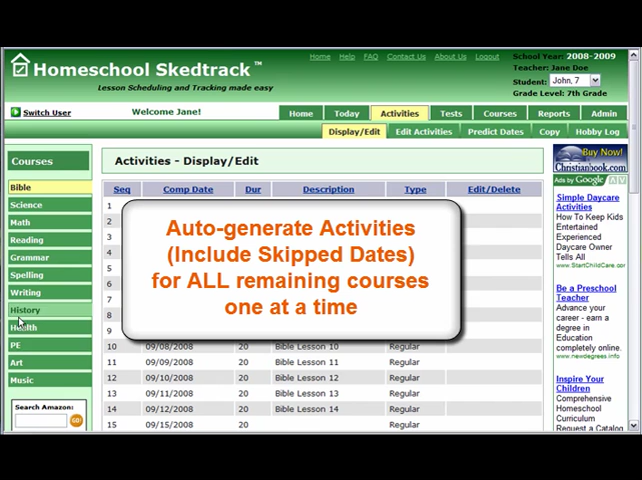 Homeschool Skedtrack ™
Lesson Scheduling and Tracking made easy
Home Help FAQ Contact Us About Us Logout
School Year: 2008-2009
Teacher: Jane Doe
Student: John, 7
Grade Level: 7th Grade
Switch User
Welcome Jane!
Home Today Activities Tests Courses Reports Admin
Display/Edit Edit Activities Predict Dates Copy Hobby Log
Courses
Bible
Science
Math
Reading
Grammar
Spelling
Writing
History
Health
PE
Art
Music
Search Amazon:
GO!
Activities - Display/Edit
Seq Comp Date Dur Description Type Edit/Delete
1
2
3
4
5
6
7
8
9
10 09/08/2008 20 Bible Lesson 10 Regular
11 09/09/2008 20 Bible Lesson 11 Regular
12 09/10/2008 20 Bible Lesson 12 Regular
13 09/11/2008 20 Bible Lesson 13 Regular
14 09/12/2008 20 Bible Lesson 14 Regular
15 09/15/2008 20 Regular
Auto-generate Activities
(Include Skipped Dates)
for ALL remaining courses
one at a time
Buy Now!
Christianbook.com
Ads by Google
Simple Daycare
Activities
How To Keep Kids
Entertained
Experienced
Daycare Owner
Tells All
www.StartChildCare.con
Be a Preschool
Teacher
Advance your
career - earn a
degree in
Education
completely online.
www.newdegrees.info
Inspire Your
Children
Comprehensive
Homeschool
Curriculum
Request a Catalog